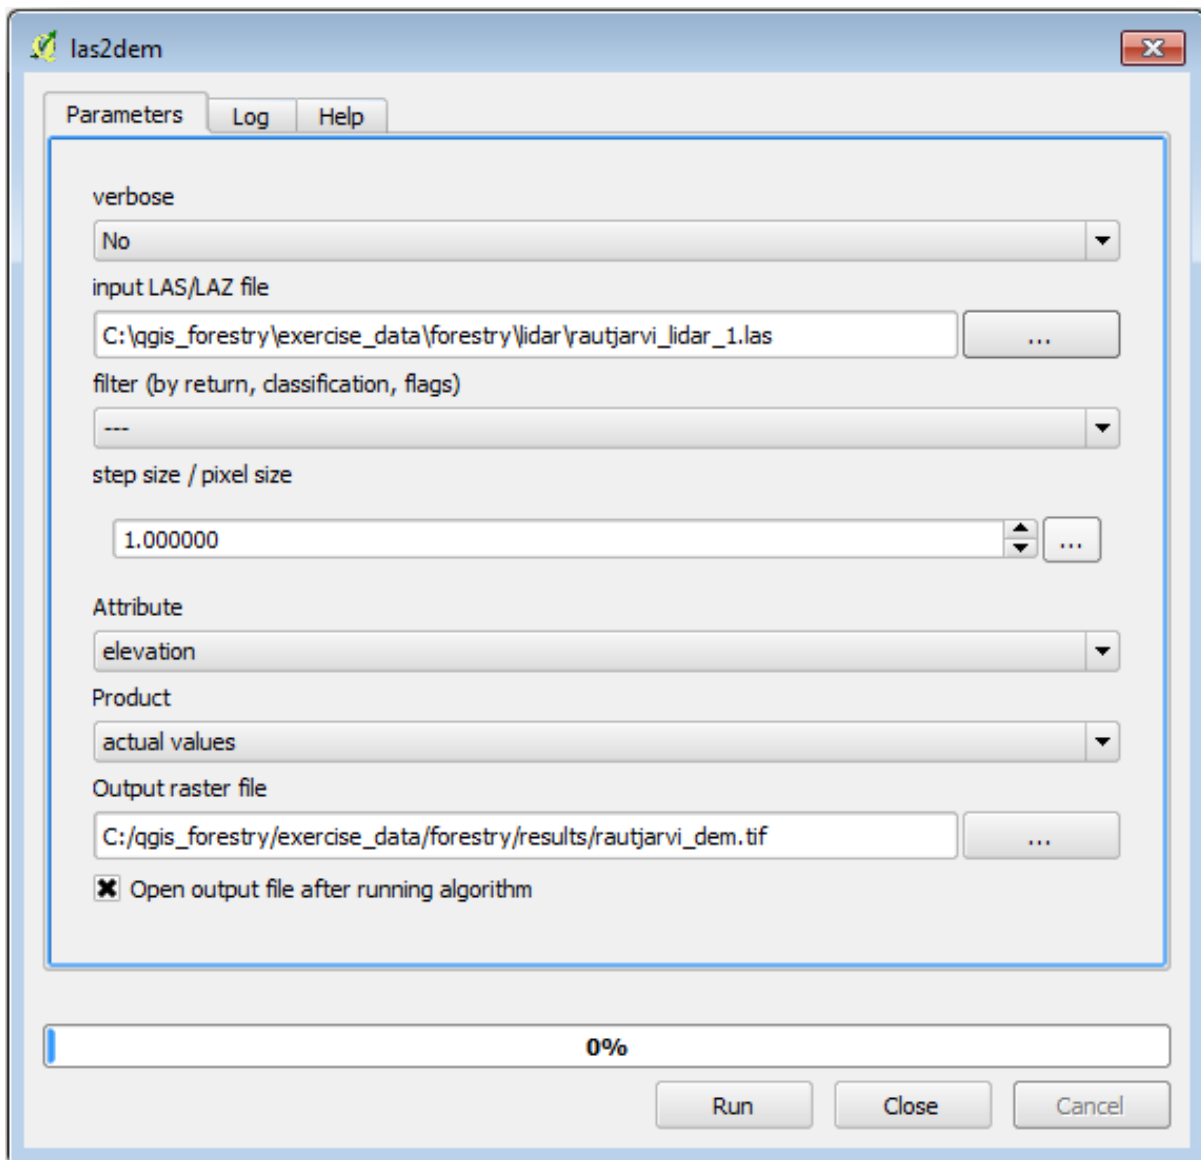 las2dem
Parameters Log Help
verbose
No
input LAS/LAZ file
C:\qgis_forestry\exercise_data\forestry\lidar\rautjarvi_lidar_1.las ...
filter (by return, classification, flags)
---
step size / pixel size
1.000000 ...
Attribute
elevation
Product
actual values
Output raster file
C:/qgis_forestry/exercise_data/forestry/results/rautjarvi_dem.tif ...
Open output file after running algorithm
0%
Run Close Cancel